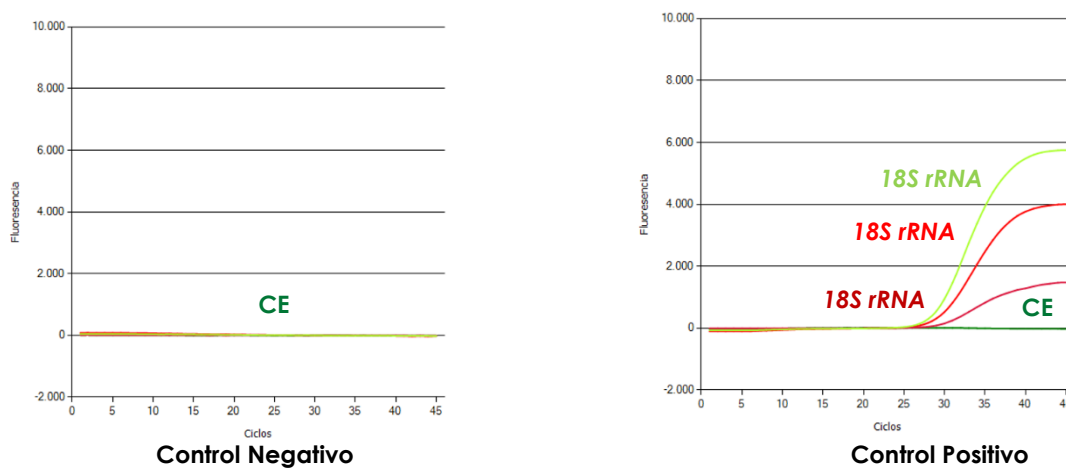 10.000
8.000
6.000
4.000
2.000
0
-2.000
Fluoresencia
CE
0 5 10 15 20 25 30 35 40 45
Ciclos
Control Negativo
10.000
8.000
6.000
4.000
2.000
0
-2.000
Fluoresencia
18S rRNA
18S rRNA
18S rRNA
CE
0 5 10 15 20 25 30 35 40 45
Ciclos
Control Positivo